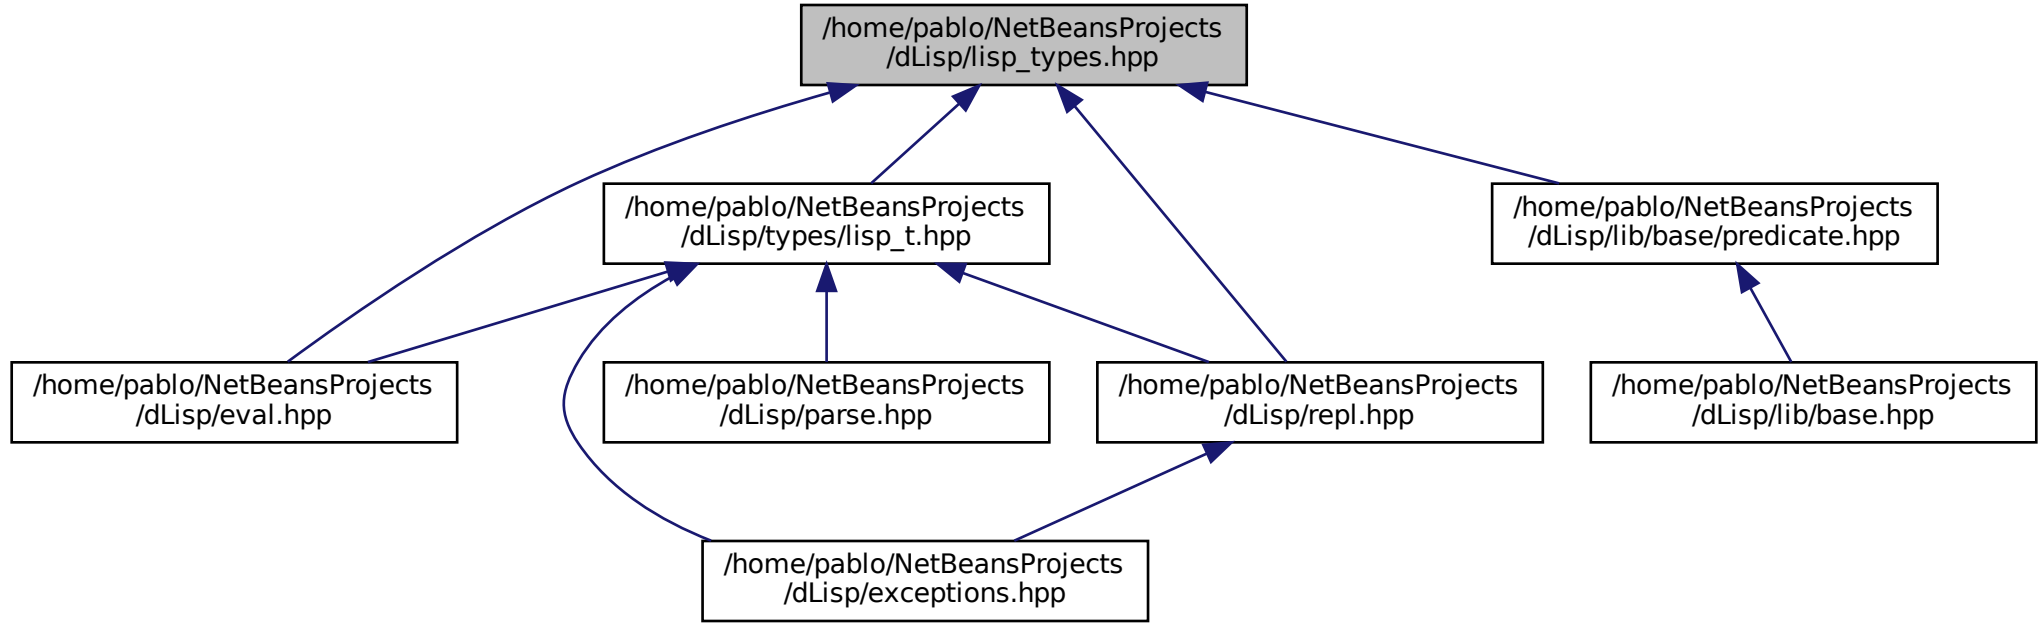 /home/pablo/NetBeansProjects
/dLisp/lisp_types.hpp
/home/pablo/NetBeansProjects
/dLisp/types/lisp_t.hpp
/home/pablo/NetBeansProjects
/dLisp/lib/base/predicate.hpp
/home/pablo/NetBeansProjects
/dLisp/eval.hpp
/home/pablo/NetBeansProjects
/dLisp/parse.hpp
/home/pablo/NetBeansProjects
/dLisp/repl.hpp
/home/pablo/NetBeansProjects
/dLisp/lib/base.hpp
/home/pablo/NetBeansProjects
/dLisp/exceptions.hpp